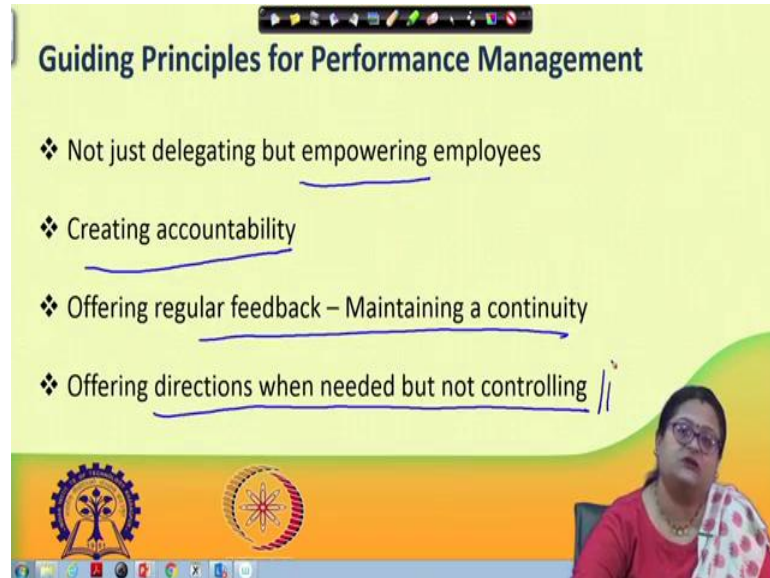 Guiding Principles for Performance Management
❖ Not just delegating but empowering employees
❖ Creating accountability
❖ Offering regular feedback – Maintaining a continuity
❖ Offering directions when needed but not controlling